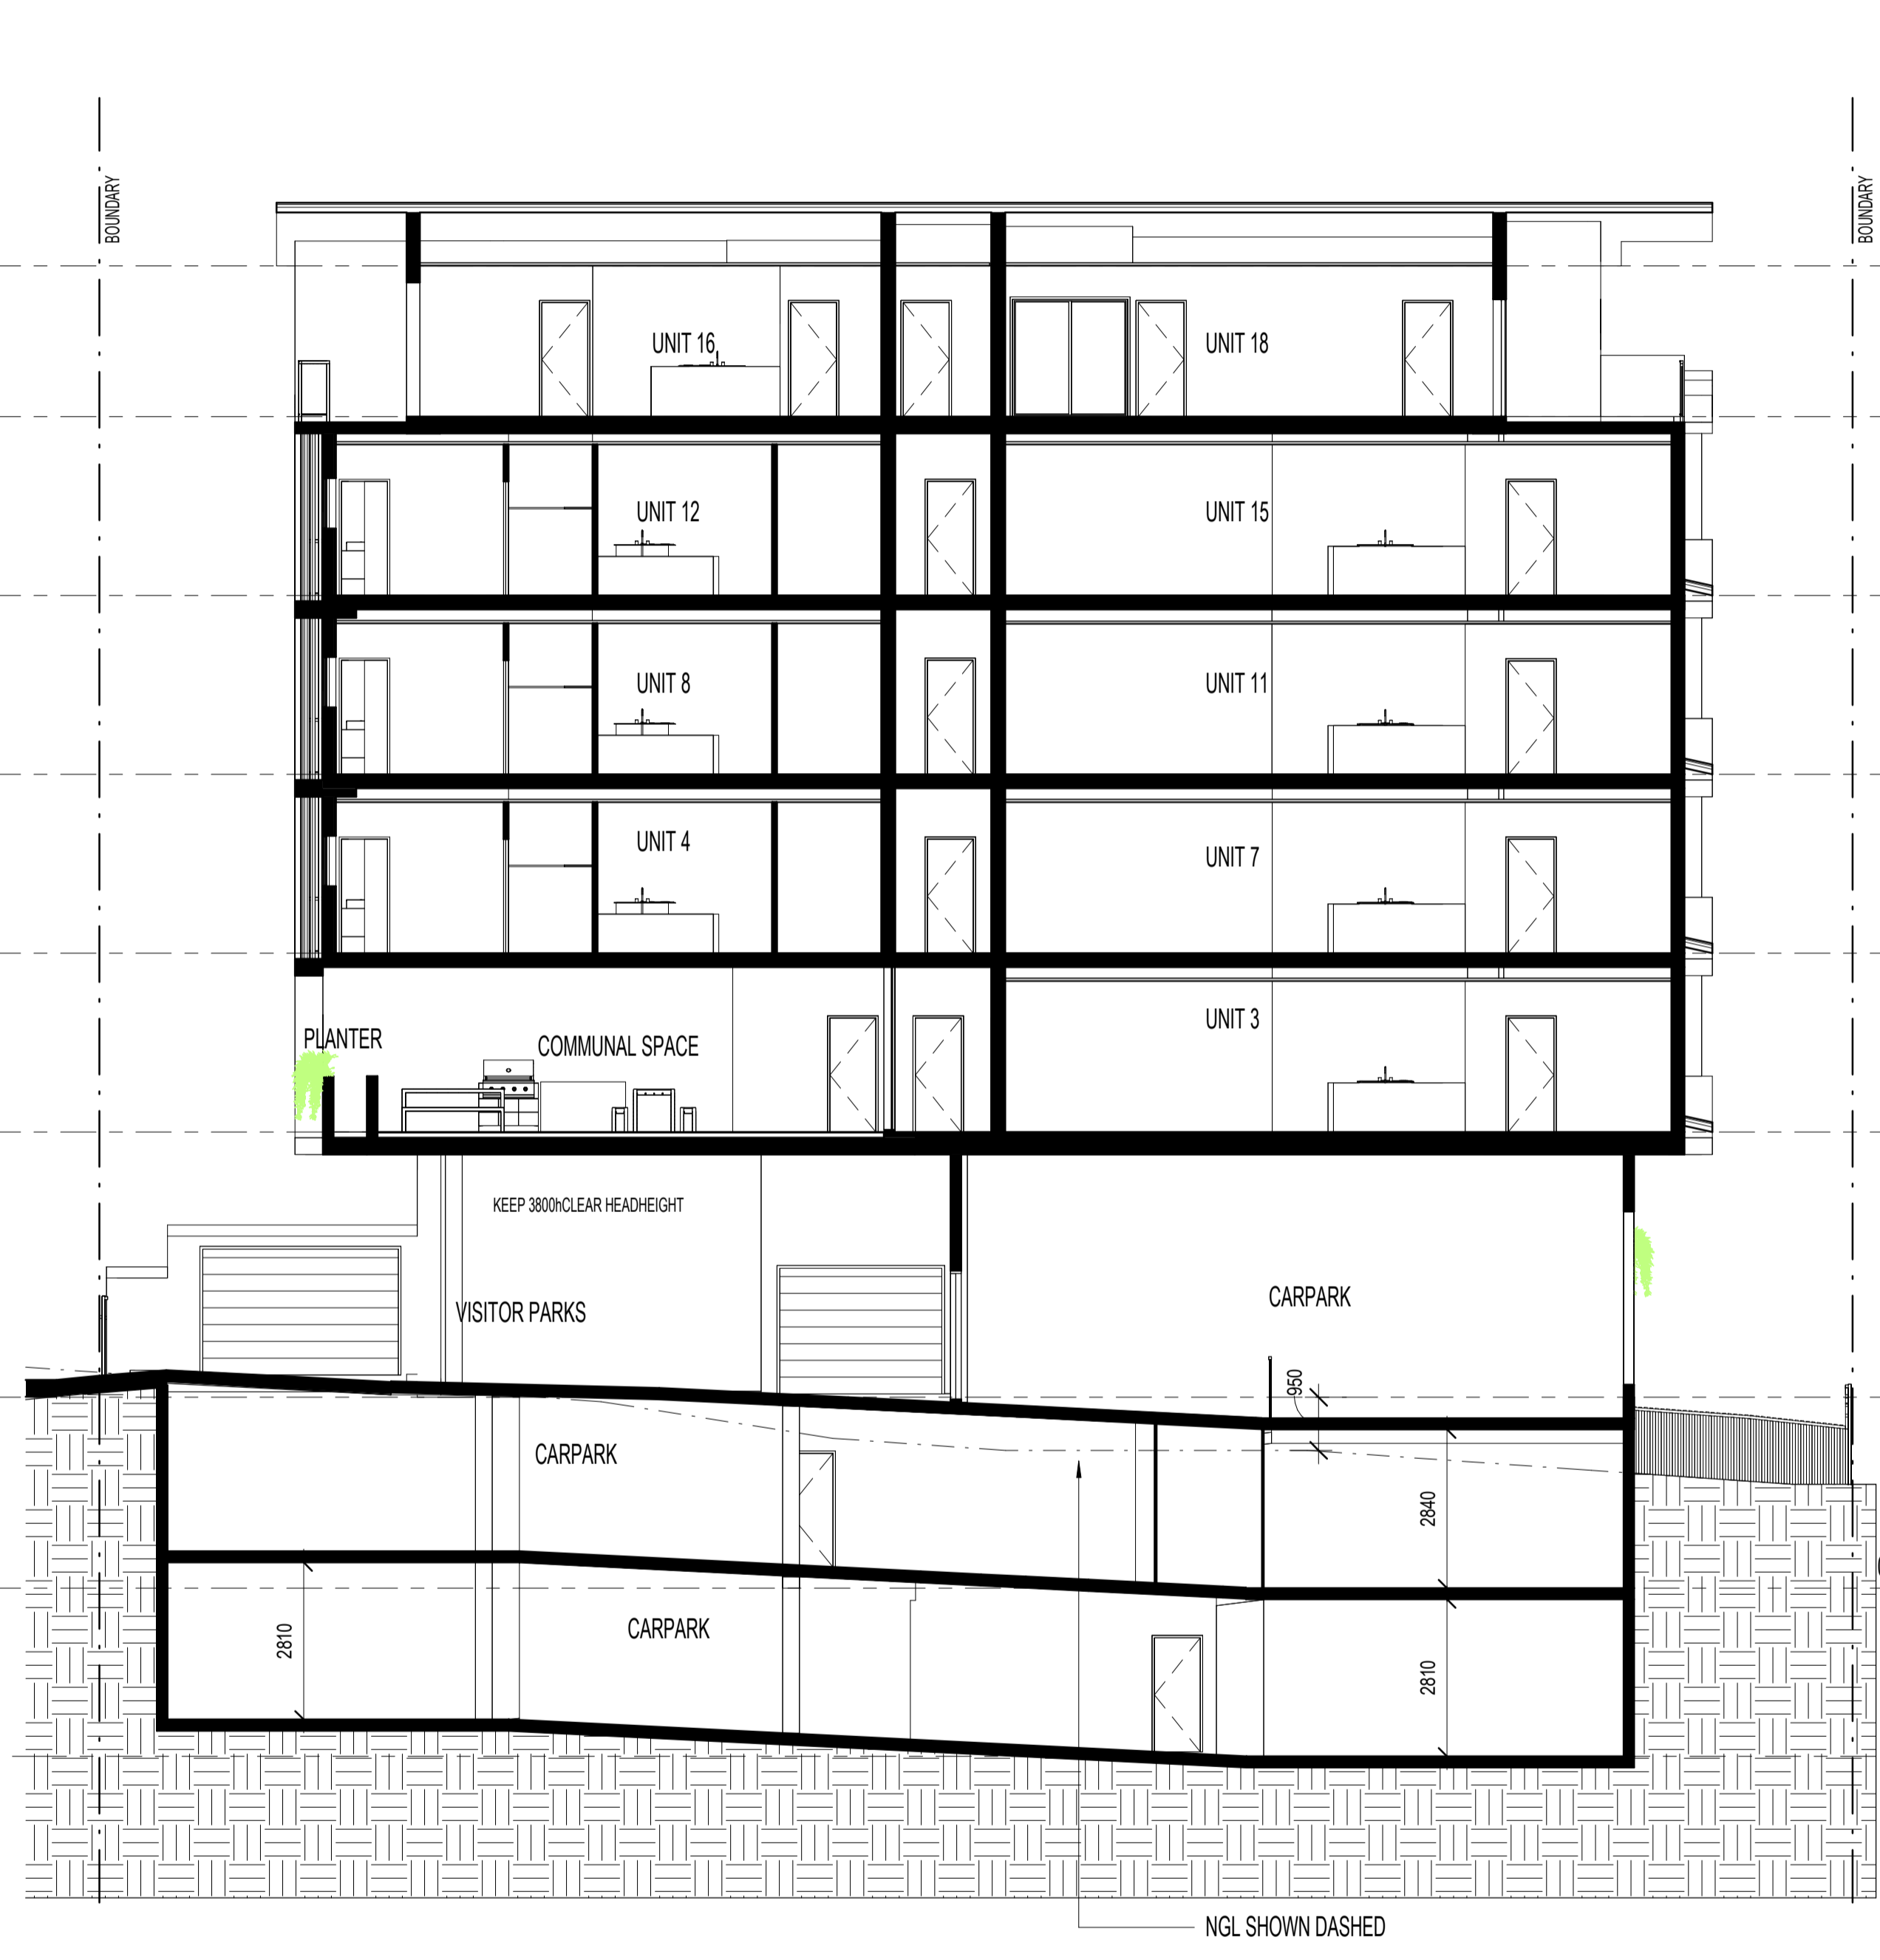 BOUNDARY
BOUNDARY
UNIT 16
UNIT 18
UNIT 12
UNIT 15
UNIT 8
UNIT 11
UNIT 4
UNIT 7
UNIT 3
PLANTER
COMMUNAL SPACE
KEEP 3800hCLEAR HEADHEIGHT
VISITOR PARKS
CARPARK
950
CARPARK
2840
2810
CARPARK
2810
NGL SHOWN DASHED